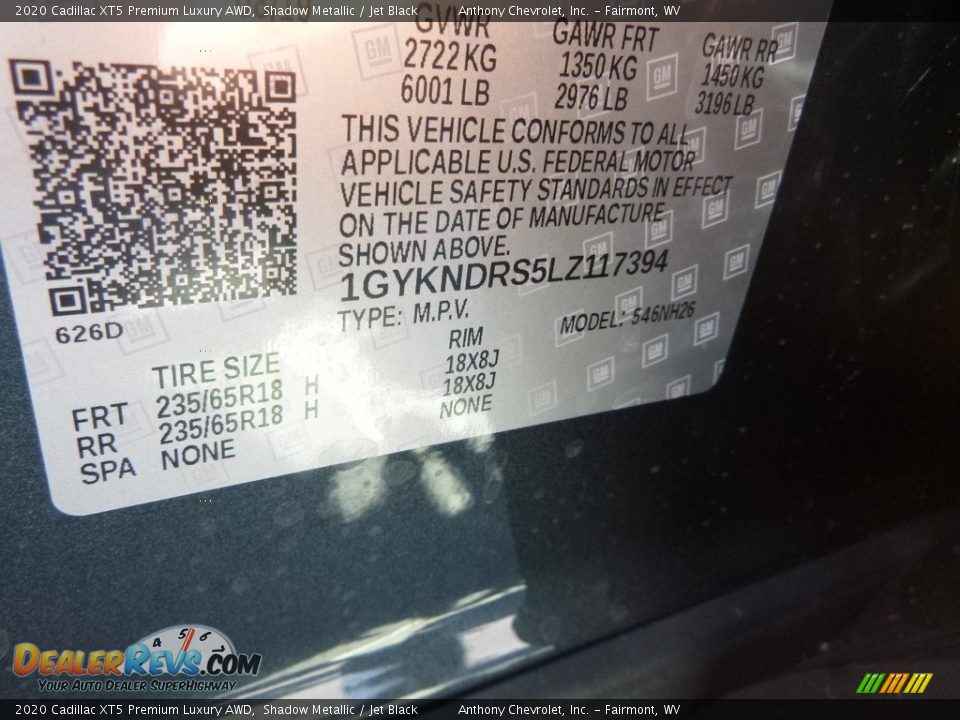 2020 Cadillac XT5 Premium Luxury AWD, Shadow Metallic / Jet Black Anthony Chevrolet, Inc. - Fairmont, WV
GVWR GAWR FRT GAWR RR
2722 KG 1350 KG 1450 KG
6001 LB 2976 LB 3196 LB
THIS VEHICLE CONFORMS TO ALL
APPLICABLE U.S. FEDERAL MOTOR
VEHICLE SAFETY STANDARDS IN EFFECT
ON THE DATE OF MANUFACTURE
SHOWN ABOVE.
1GYKNDRS5LZ117394
626D TYPE: M.P.V. MODEL: 546NH26
TIRE SIZE RIM
FRT 235/65R18 H 18X8J
RR 235/65R18 H 18X8J
SPA NONE NONE
4 5 6
DEALERREVS.COM
YOUR AUTO DEALER SUPERHIGHWAY
2020 Cadillac XT5 Premium Luxury AWD, Shadow Metallic / Jet Black Anthony Chevrolet, Inc. - Fairmont, WV